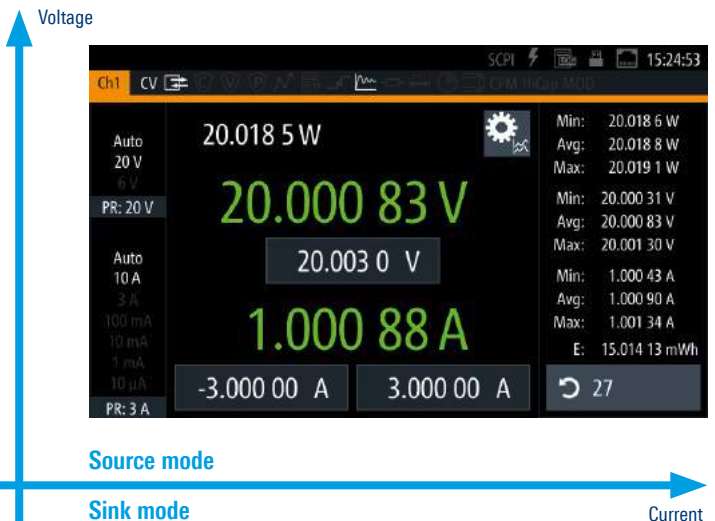 Voltage
SCPI 15:24:53
Ch1 CV CPM HiCap MOD
20.018 5 W
Auto
20 V
6 V
PR: 20 V
20.000 83 V
20.003 0 V
Auto
10 A
3 A
100 mA
10 mA
1 mA
10 µA
PR: 3 A
1.000 88 A
-3.000 00 A 3.000 00 A
Min: 20.018 6 W
Avg: 20.018 8 W
Max: 20.019 1 W
Min: 20.000 31 V
Avg: 20.000 83 V
Max: 20.001 30 V
Min: 1.000 43 A
Avg: 1.000 90 A
Max: 1.001 34 A
E: 15.014 13 mWh
27
Source mode
Sink mode
Current